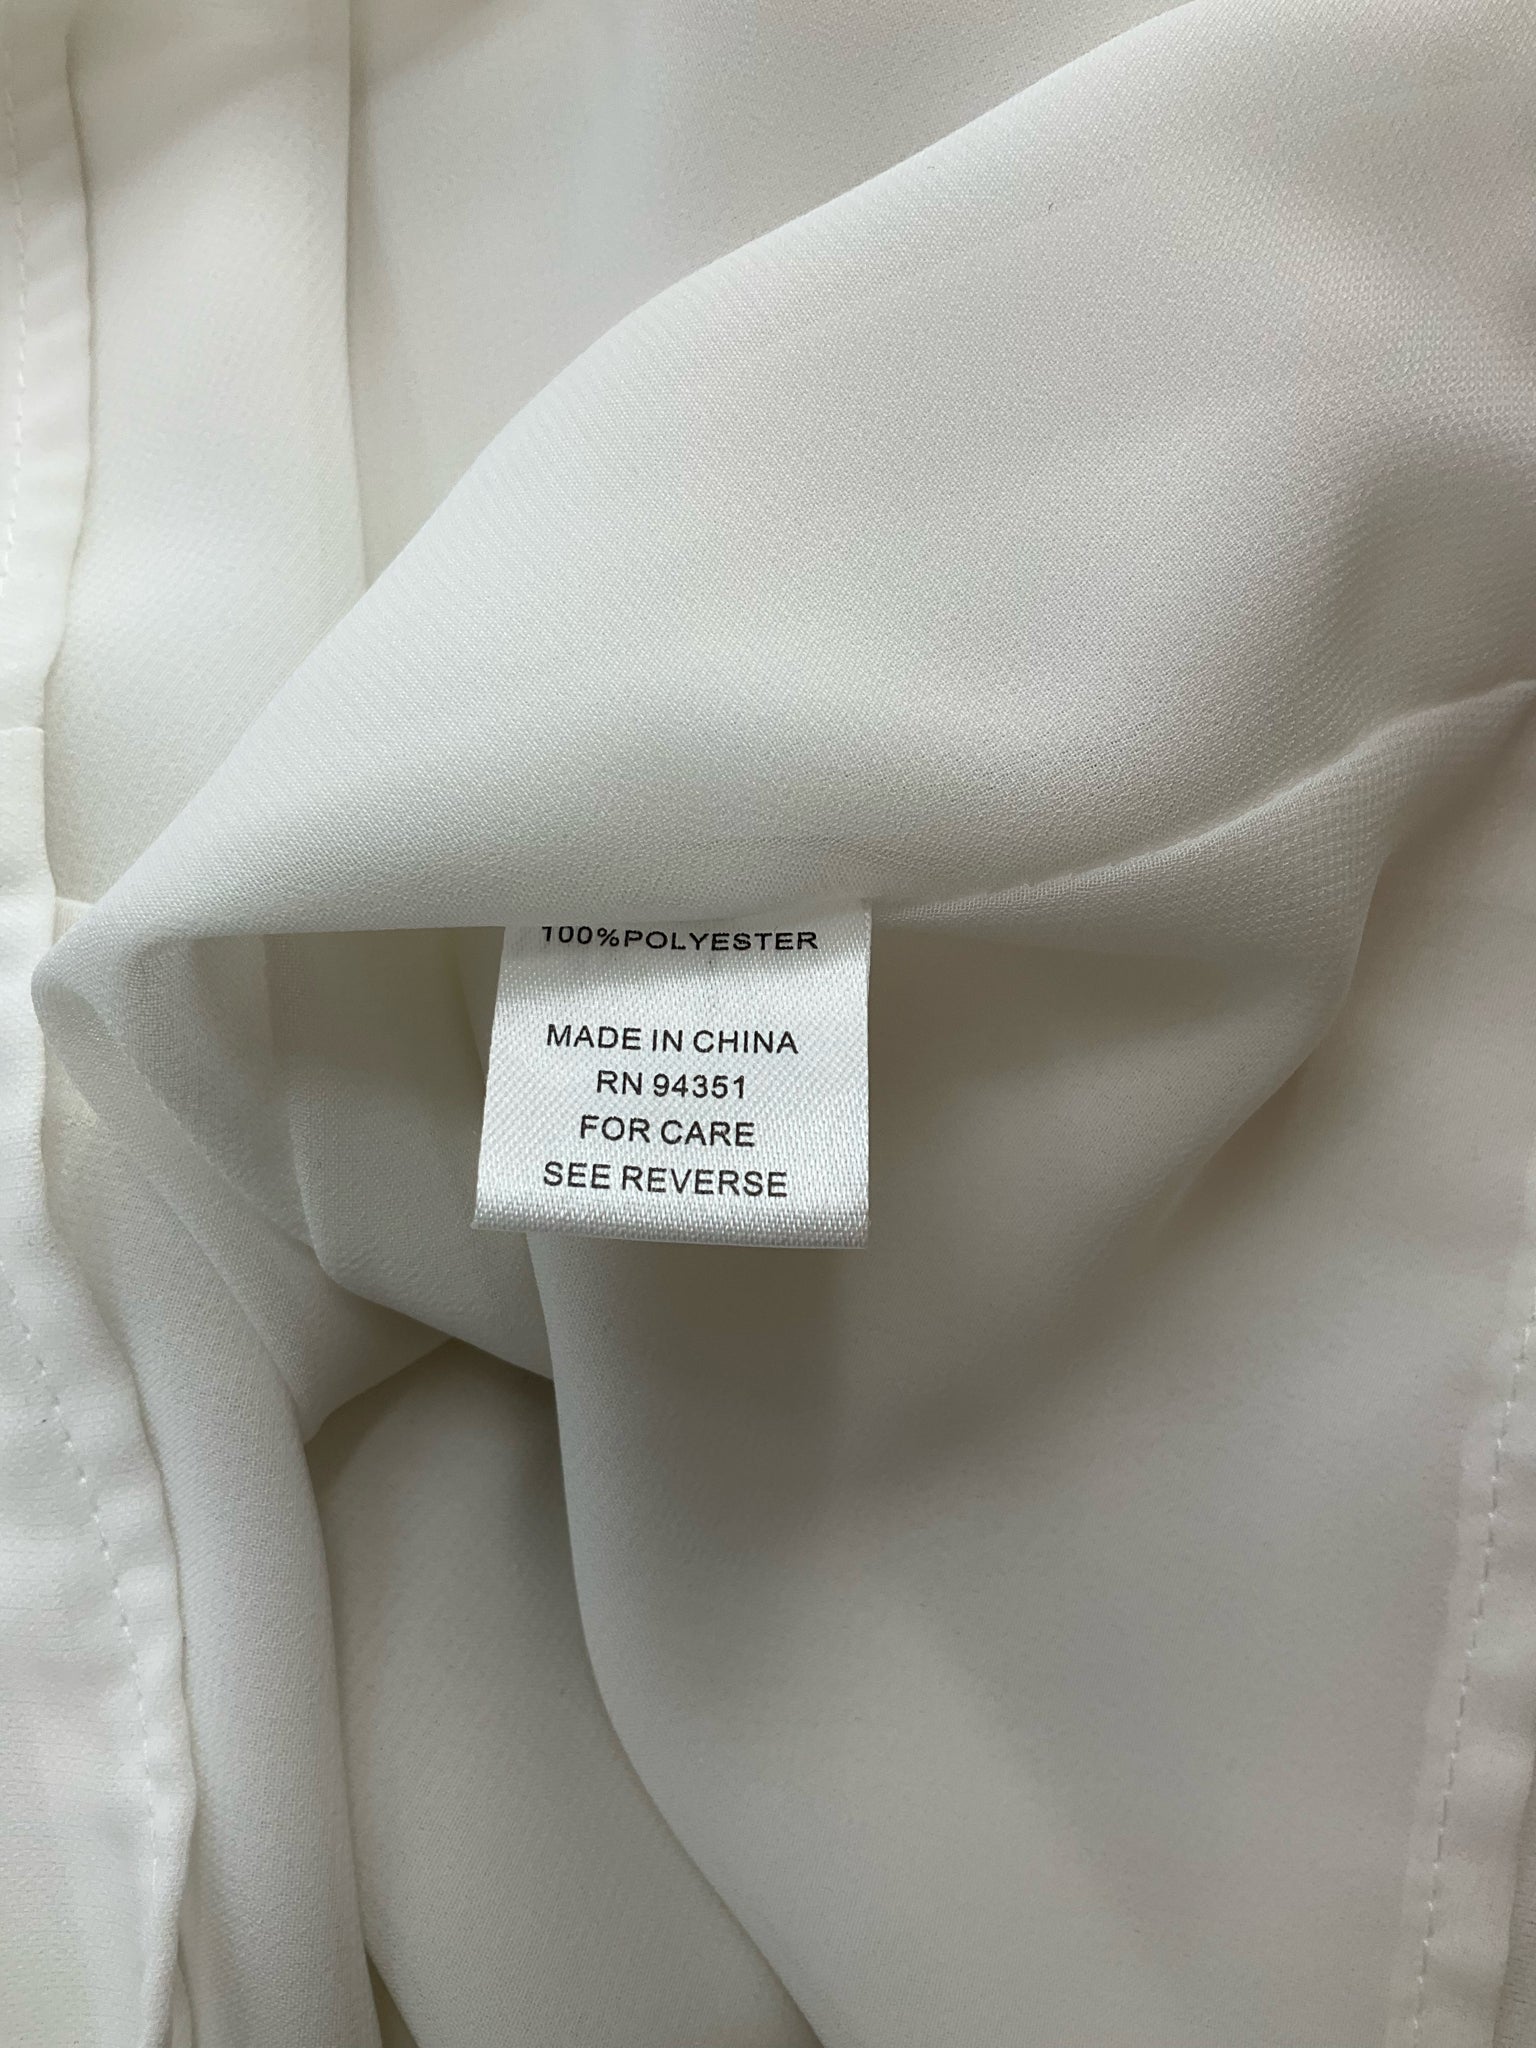 100%POLYESTER
MADE IN CHINA
RN 94351
FOR CARE
SEE REVERSE